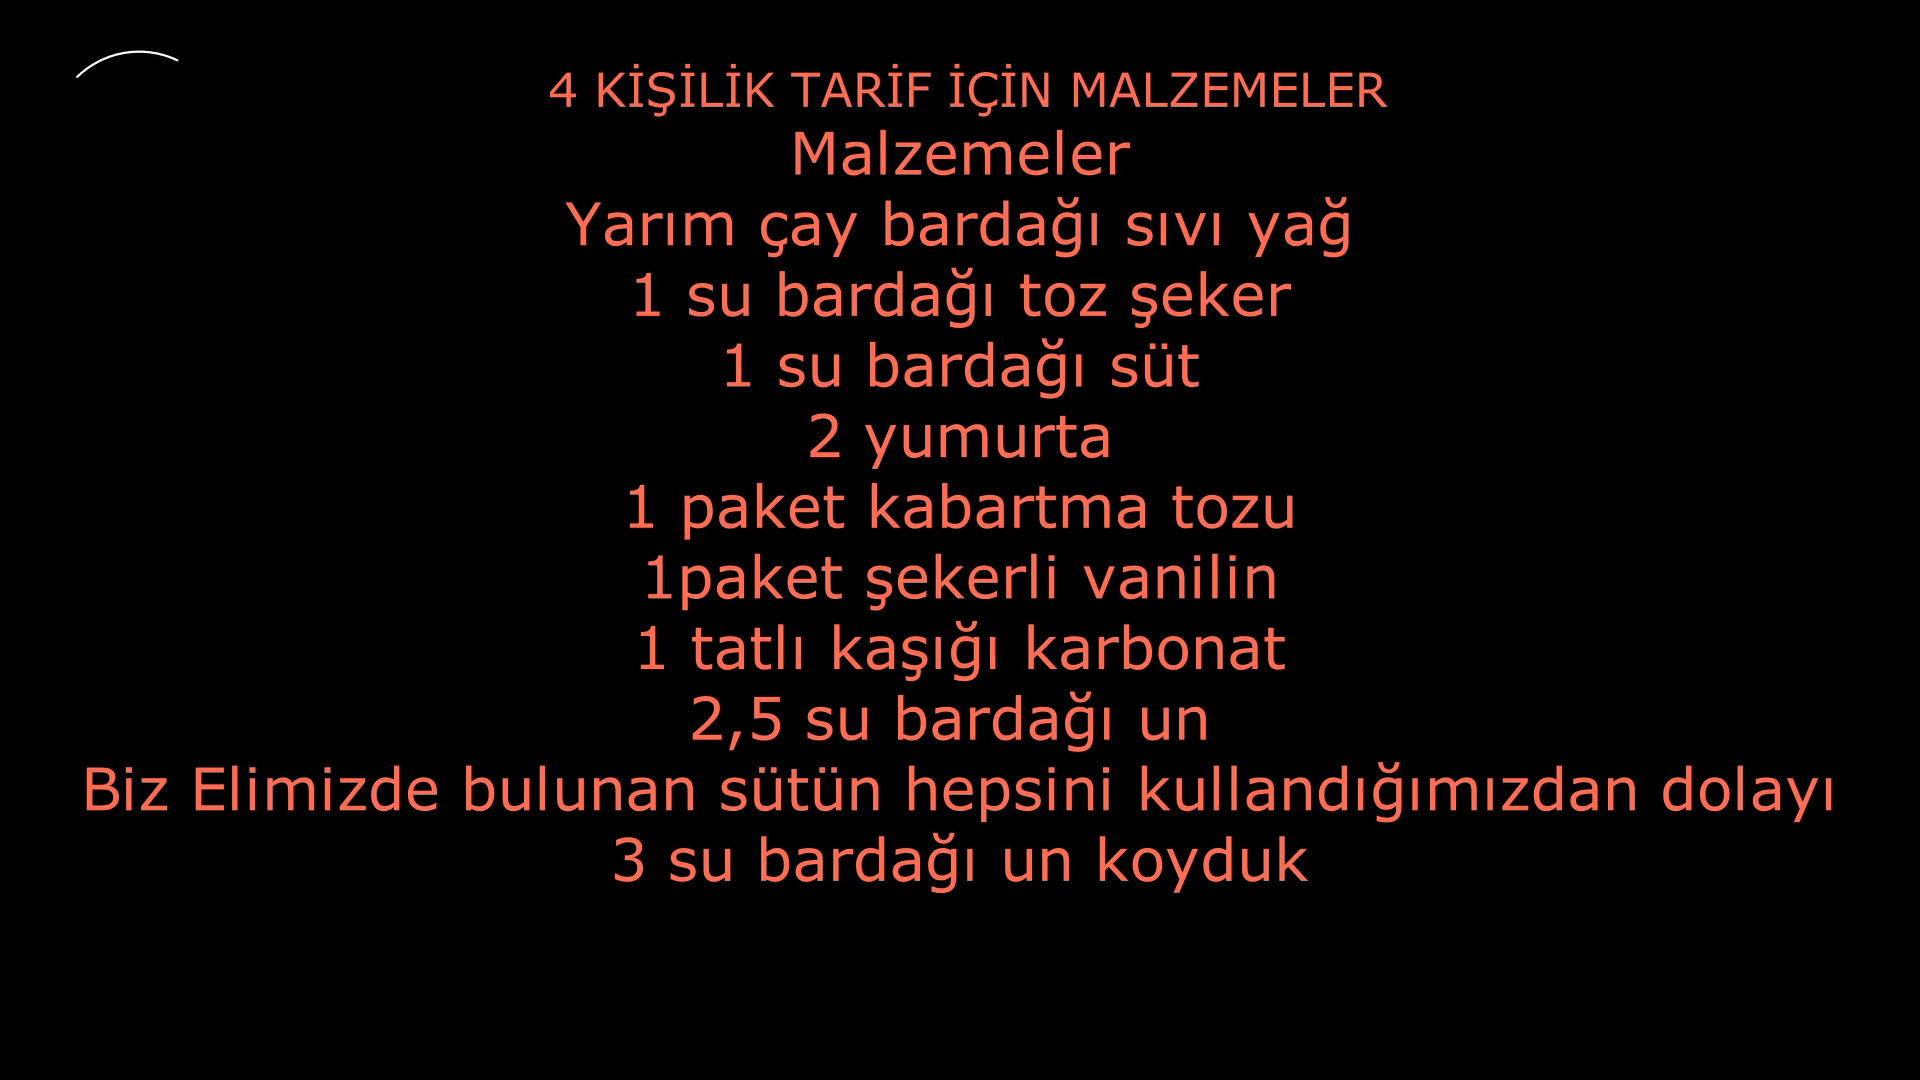 4 KİŞİLİK TARİF İÇİN MALZEMELER
Malzemeler
Yarım çay bardağı sıvı yağ
1 su bardağı toz şeker
1 su bardağı süt
2 yumurta
1 paket kabartma tozu
1paket şekerli vanilin
1 tatlı kaşığı karbonat
2,5 su bardağı un
Biz Elimizde bulunan sütün hepsini kullandığımızdan dolayı
3 su bardağı un koyduk